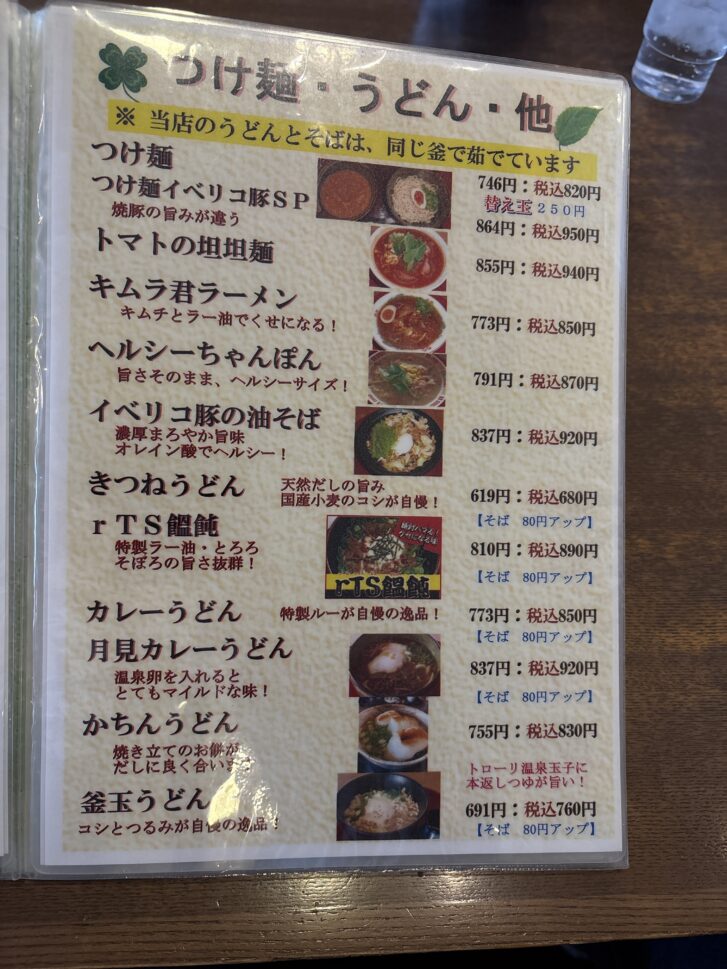 つけ麺・うどん・他
※ 当店のうどんとそばは、同じ釜で茹でています
つけ麺 746円：税込820円
替え玉 250円
つけ麺イベリコ豚SP 864円：税込950円
焼豚の旨みが違う
トマトの坦坦麺 855円：税込940円
キムラ君ラーメン 773円：税込850円
キムチとラー油でくせになる！
ヘルシーちゃんぽん 791円：税込870円
旨さそのまま、ヘルシーサイズ！
イベリコ豚の油そば 837円：税込920円
濃厚まろやか旨味
オレイン酸でヘルシー！
きつねうどん 天然だしの旨み
国産小麦のコシが自慢！ 619円：税込680円
【そば 80円アップ】
rTS饂飩 810円：税込890円
特製ラー油・とろろ
そぼろの旨さ抜群！
【そば 80円アップ】
rTS饂飩
カレーうどん 特製ルーが自慢の逸品！ 773円：税込850円
【そば 80円アップ】
月見カレーうどん 837円：税込920円
温泉卵を入れると
とてもマイルドな味！
【そば 80円アップ】
かちんうどん 755円：税込830円
焼き立てのお餅が
だしに良く合います
トローリ温泉玉子に
本返しつゆが旨い！
釜玉うどん 691円：税込760円
コシとつるみが自慢の逸品！
【そば 80円アップ】